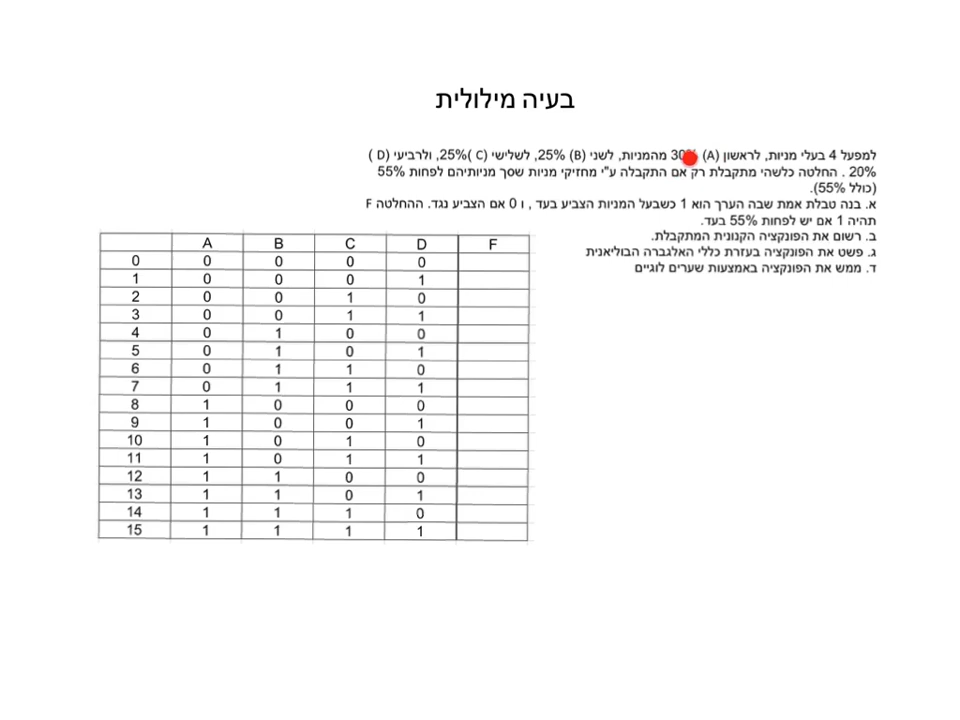 בעיה מילולית
למפעל 4 בעלי מניות, לראשון (A) 30% מהמניות, לשני (B) 25%, לשלישי (C )25%, ולרביעי (D )
20% . החלטה כלשהי מתקבלת רק אם התקבלה ע"י מחזיקי מניות שסך מניותיהם לפחות 55%
(כולל 55%).
א. בנה טבלת אמת שבה הערך הוא 1 כשבעל המניות הצביע בעד , ו 0 אם הצביע נגד. ההחלטה F
תהיה 1 אם יש לפחות 55% בעד.
ב. רשום את הפונקציה הקנונית המתקבלת.
ג. פשט את הפונקציה בעזרת כללי האלגברה הבוליאנית
ד. ממש את הפונקציה באמצעות שערים לוגיים
A B C D F
0 0 0 0 0
1 0 0 0 1
2 0 0 1 0
3 0 0 1 1
4 0 1 0 0
5 0 1 0 1
6 0 1 1 0
7 0 1 1 1
8 1 0 0 0
9 1 0 0 1
10 1 0 1 0
11 1 0 1 1
12 1 1 0 0
13 1 1 0 1
14 1 1 1 0
15 1 1 1 1